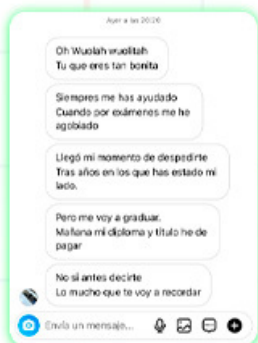 Ayer a las 20:20
Oh Wuolah wuolitah
Tu que eres tan bonita
Siempres me has ayudado
Cuando por exámenes me he
agobiado
Llegó mi momento de despedirte
Tras años en los que has estado mi
lado.
Pero me voy a graduar.
Mañana mi diploma y título he de
pagar
No si antes decirte
Lo mucho que te voy a recordar
Envía un mensaje...